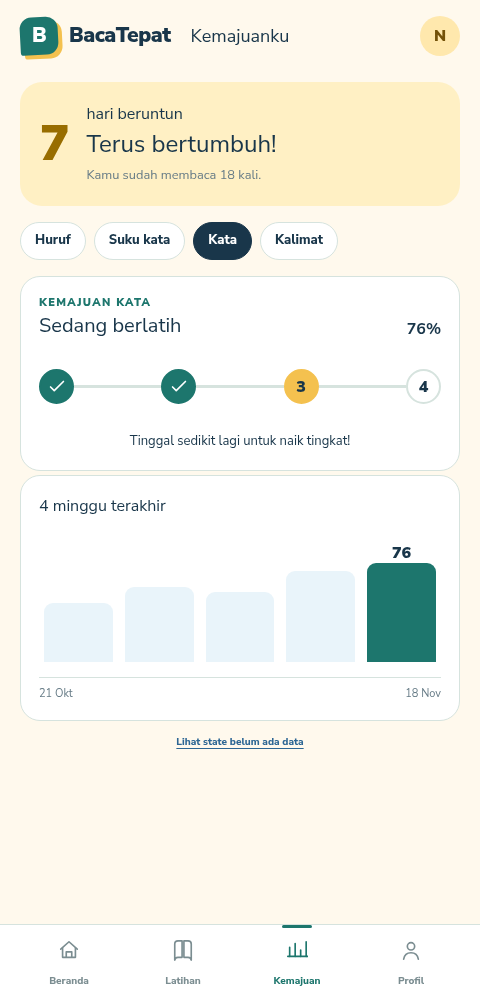 B BacaTepat Kemajuanku N
7
hari beruntun
Terus bertumbuh!
Kamu sudah membaca 18 kali.
Huruf Suku kata Kata Kalimat
KEMAJUAN KATA
Sedang berlatih 76%
3 4
Tinggal sedikit lagi untuk naik tingkat!
4 minggu terakhir
76
21 Okt 18 Nov
Lihat state belum ada data
Beranda Latihan Kemajuan Profil